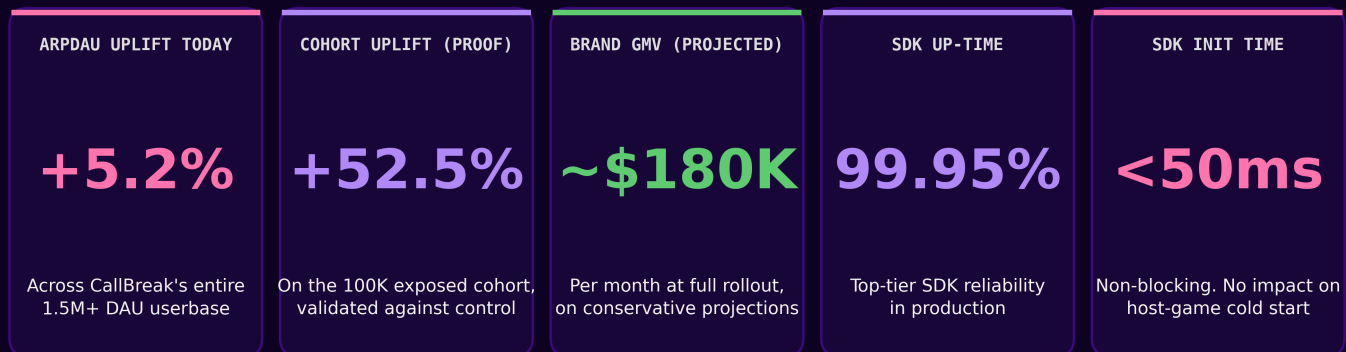 ARPDAU UPLIFT TODAY
+5.2%
Across CallBreak's entire
1.5M+ DAU userbase
COHORT UPLIFT (PROOF)
+52.5%
On the 100K exposed cohort,
validated against control
BRAND GMV (PROJECTED)
~$180K
Per month at full rollout,
on conservative projections
SDK UP-TIME
99.95%
Top-tier SDK reliability
in production
SDK INIT TIME
<50ms
Non-blocking. No impact on
host-game cold start